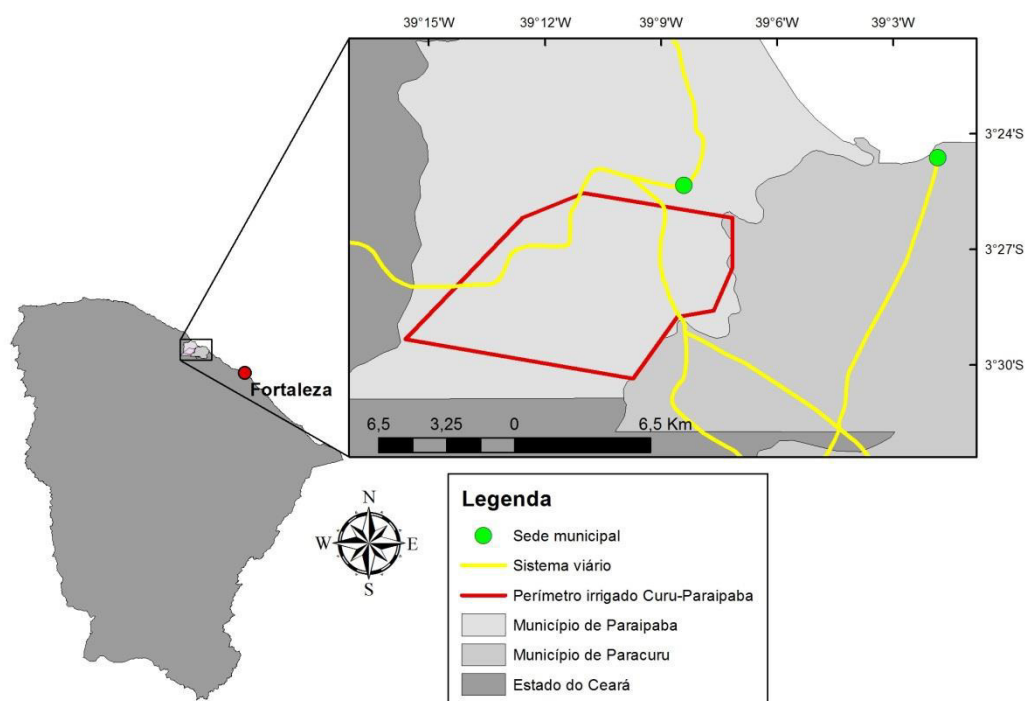 39°15'W 39°12'W 39°9'W 39°6'W 39°3'W
3°24'S
3°27'S
3°30'S
Fortaleza
6,5 3,25 0 6,5 Km
N
W E
S
Legenda
Sede municipal
Sistema viário
Perímetro irrigado Curu-Paraipaba
Município de Paraipaba
Município de Paracuru
Estado do Ceará